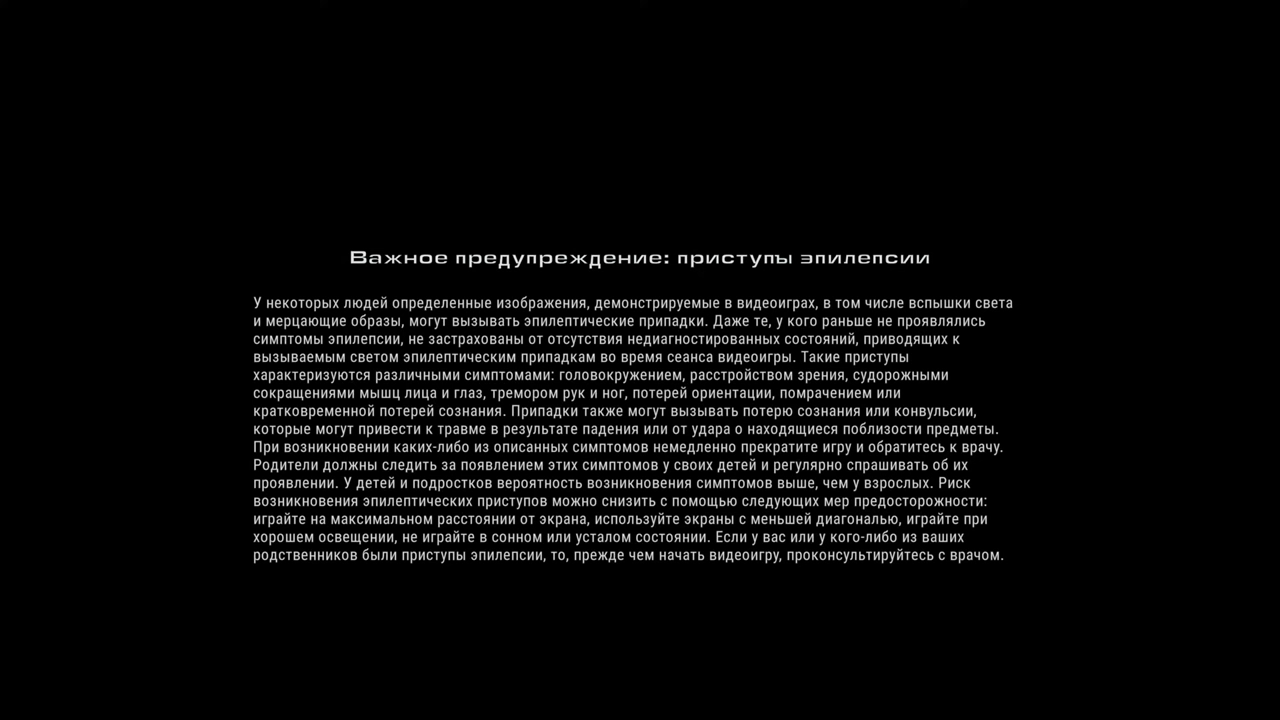 Важное предупреждение: приступы эпилепсии
У некоторых людей определенные изображения, демонстрируемые в видеоиграх, в том числе вспышки света
и мерцающие образы, могут вызывать эпилептические припадки. Даже те, у кого раньше не проявлялись
симптомы эпилепсии, не застрахованы от отсутствия недиагностированных состояний, приводящих к
вызываемым светом эпилептическим припадкам во время сеанса видеоигры. Такие приступы
характеризуются различными симптомами: головокружением, расстройством зрения, судорожными
сокращениями мышц лица и глаз, тремором рук и ног, потерей ориентации, помрачением или
кратковременной потерей сознания. Припадки также могут вызывать потерю сознания или конвульсии,
которые могут привести к травме в результате падения или от удара о находящиеся поблизости предметы.
При возникновении каких-либо из описанных симптомов немедленно прекратите игру и обратитесь к врачу.
Родители должны следить за появлением этих симптомов у своих детей и регулярно спрашивать об их
проявлении. У детей и подростков вероятность возникновения симптомов выше, чем у взрослых. Риск
возникновения эпилептических приступов можно снизить с помощью следующих мер предосторожности:
играйте на максимальном расстоянии от экрана, используйте экраны с меньшей диагональю, играйте при
хорошем освещении, не играйте в сонном или усталом состоянии. Если у вас или у кого-либо из ваших
родственников были приступы эпилепсии, то, прежде чем начать видеоигру, проконсультируйтесь с врачом.